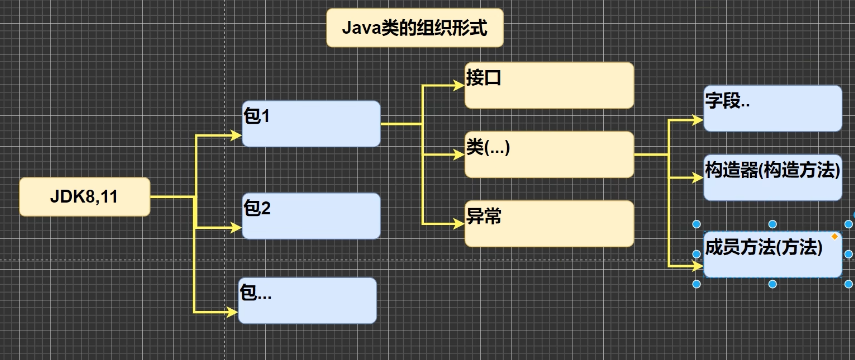 Java类的组织形式
JDK8,11
包1
包2
包...
接口
类(...)
异常
字段..
构造器(构造方法)
成员方法(方法)